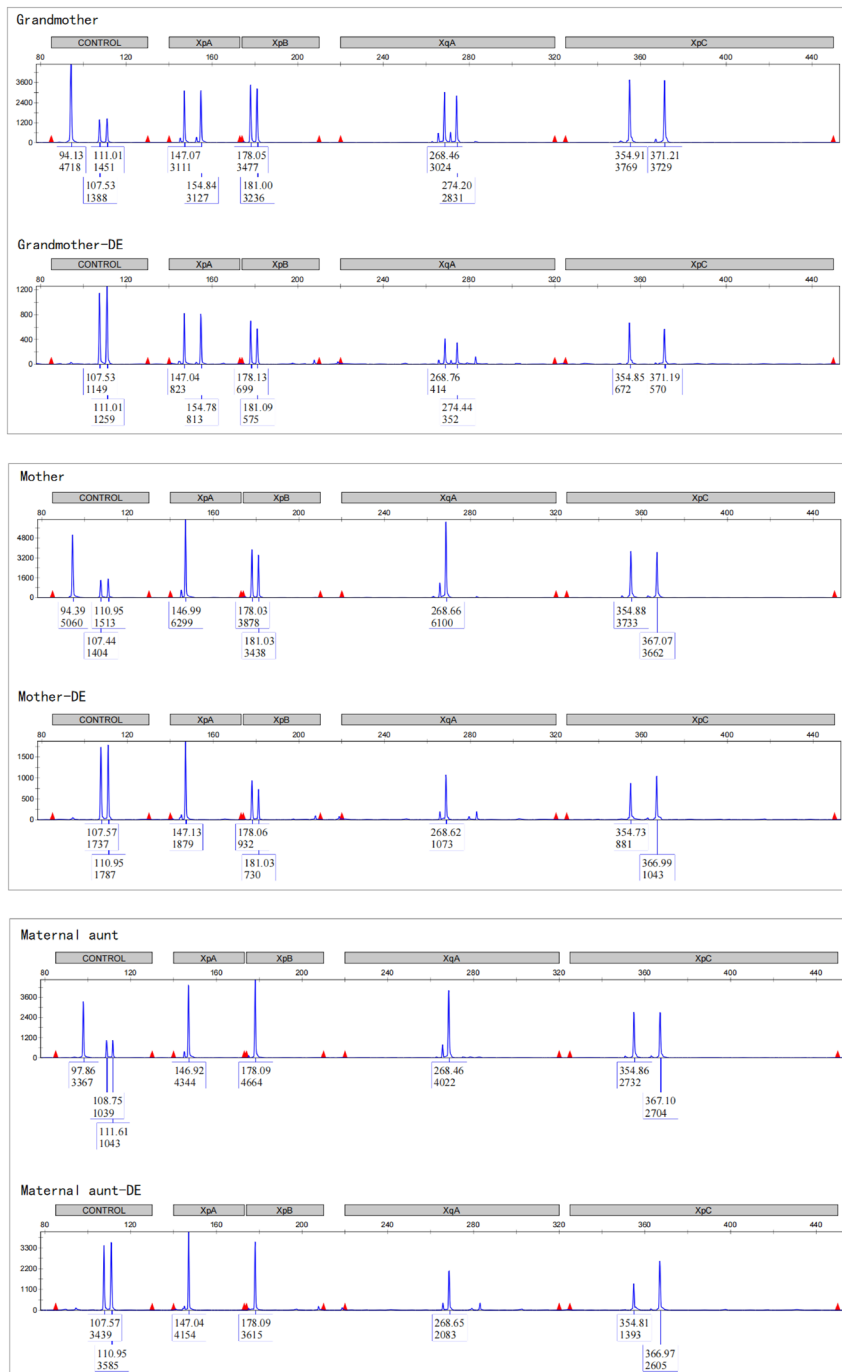 Grandmother
CONTROL XpA XpB XqA XpC
80 120 160 200 240 280 320 360 400 440
3600
2400
1200
0
94.13 111.01 147.07 178.05 268.46 354.91 371.21
4718 1451 3111 3477 3024 3769 3729
107.53 154.84 181.00 274.20
1388 3127 3236 2831
Grandmother-DE
CONTROL XpA XpB XqA XpC
80 120 160 200 240 280 320 360 400 440
1200
800
400
0
107.53 147.04 178.13 268.76 354.85 371.19
1149 823 699 414 672 570
111.01 154.78 181.09 274.44
1259 813 575 352
Mother
CONTROL XpA XpB XqA XpC
120 160 200 240 280 320 360 400 440
4800
3200
1600
0
94.39 110.95 146.99 178.03 268.66 354.88
5060 1513 6299 3878 6100 3733
107.44 181.03 367.07
1404 3438 3662
Mother-DE
CONTROL XpA XpB XqA XpC
80 120 160 200 240 280 320 360 400 440
1500
1000
500
0
107.57 147.13 178.06 268.62 354.73
1737 1879 932 1073 881
110.95 181.03 366.99
1787 730 1043
Maternal aunt
CONTROL XpA XpB XqA XpC
80 120 160 200 240 280 320 360 400 440
3600
2400
1200
0
97.86 146.92 178.09 268.46 354.86
3367 4344 4664 4022 2732
108.75 367.10
1039 2704
111.61
1043
Maternal aunt-DE
CONTROL XpA XpB XqA XpC
80 120 160 200 240 280 320 360 400 440
3300
2200
1100
0
107.57 147.04 178.09 268.65 354.81
3439 4154 3615 2083 1393
110.95 366.97
3585 2605